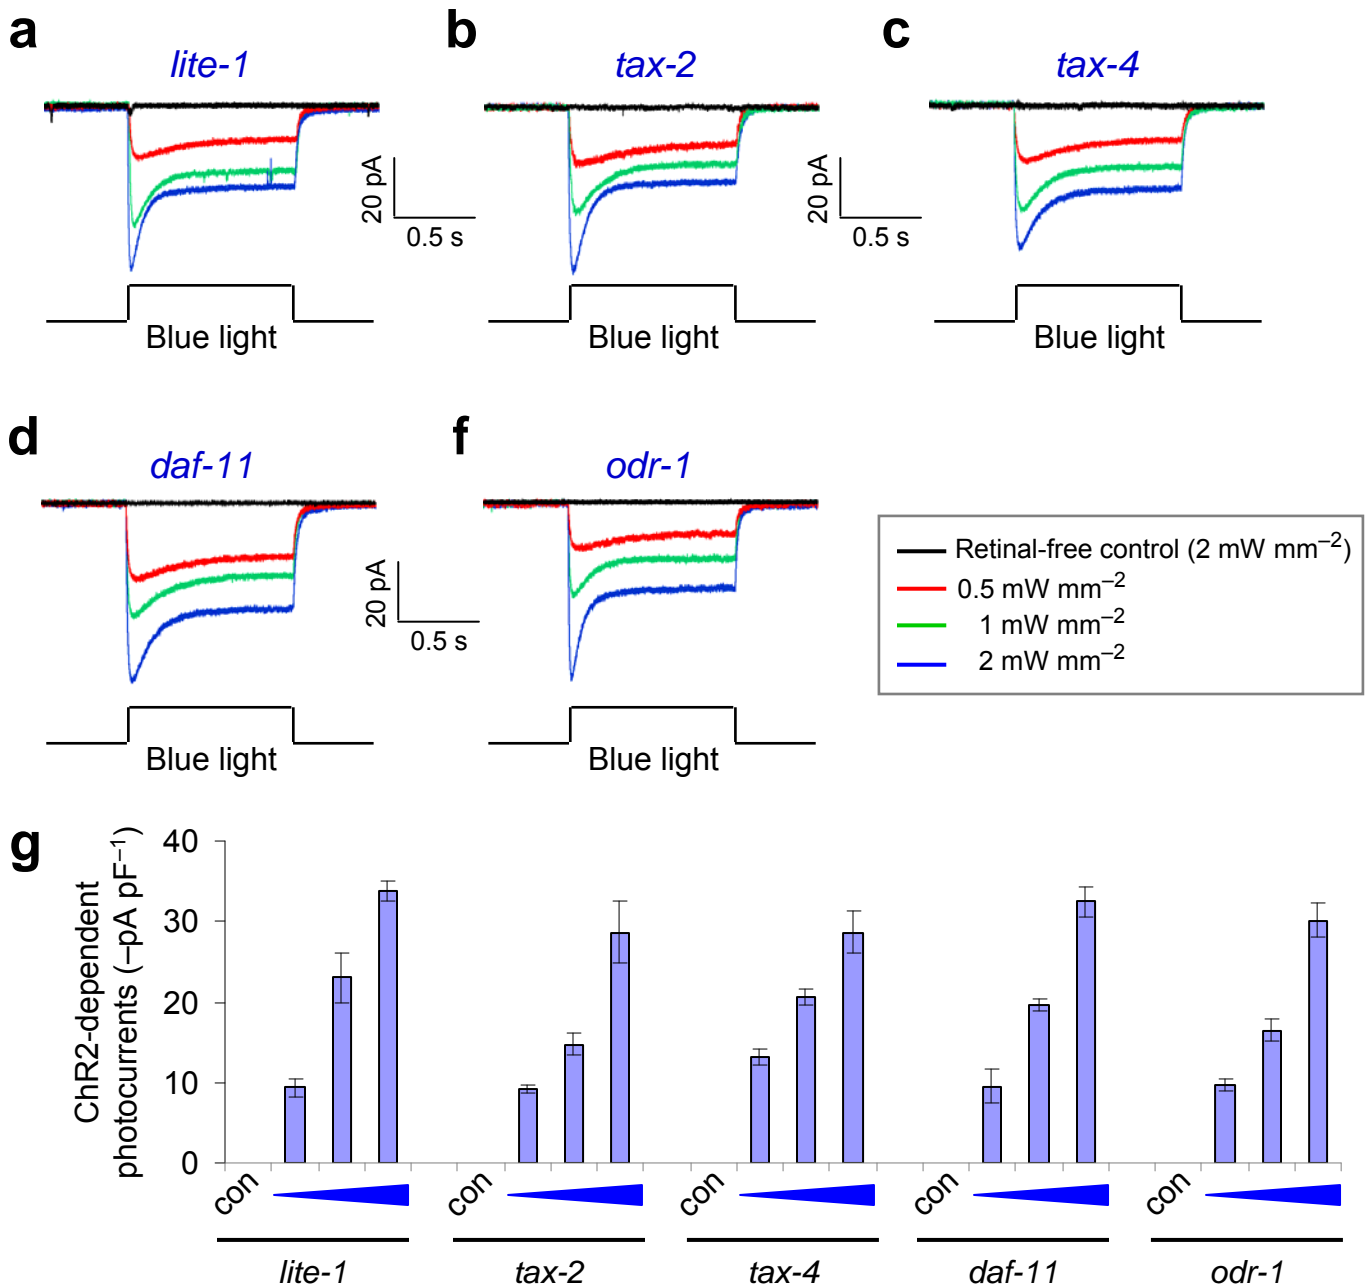 a
lite-1
b
tax-2
c
tax-4
20 pA
0.5 s
20 pA
0.5 s
Blue light
Blue light
Blue light
d
daf-11
f
odr-1
20 pA
0.5 s
Blue light
Blue light
Retinal-free control (2 mW mm⁻²)
0.5 mW mm⁻²
1 mW mm⁻²
2 mW mm⁻²
g
ChR2-dependent
photocurrents (–pA pF⁻¹)
40
30
20
10
0
con
con
con
con
con
lite-1
tax-2
tax-4
daf-11
odr-1